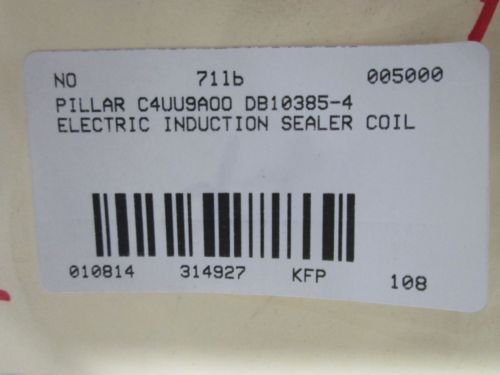 NO 711b 005000
PILLAR C4UU9A00 DB10385-4
ELECTRIC INDUCTION SEALER COIL
010814 314927 KFP 108